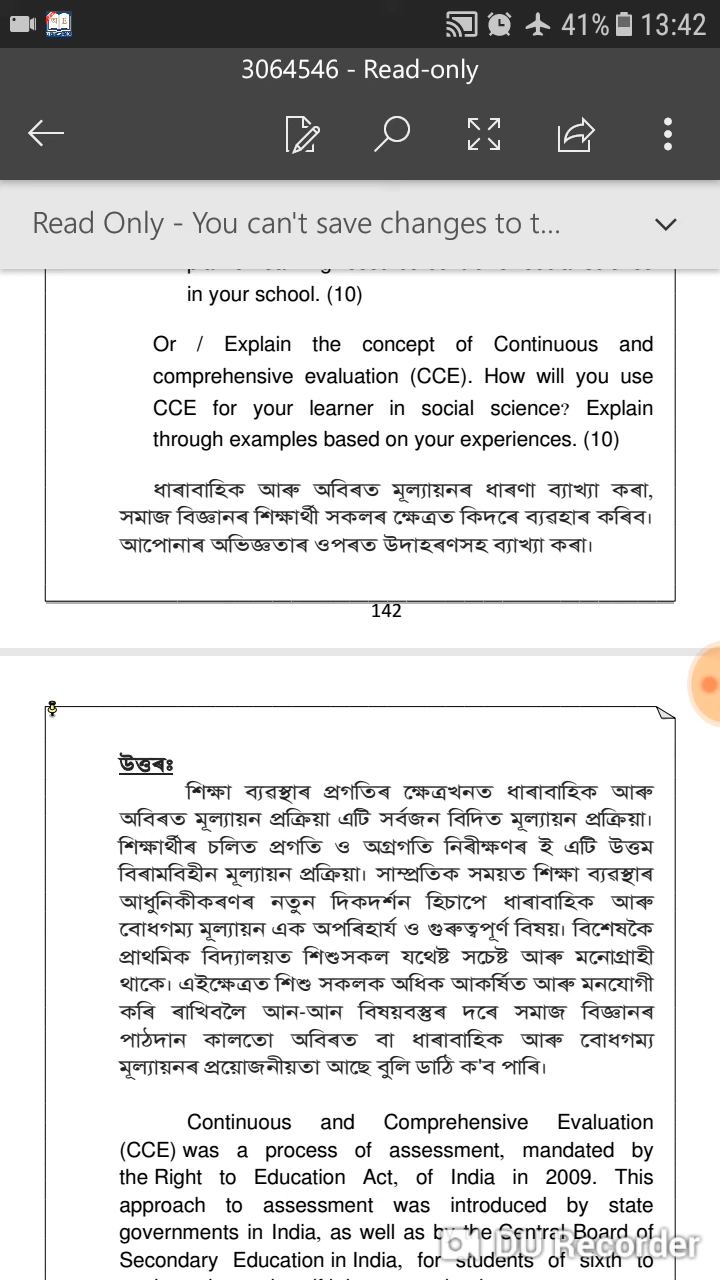 41% 13:42
3064546 - Read-only
Read Only - You can't save changes to t...
in your school. (10)
Or / Explain the concept of Continuous and
comprehensive evaluation (CCE). How will you use
CCE for your learner in social science? Explain
through examples based on your experiences. (10)
ধাৰাবাহিক আৰু অবিৰত মূল্যায়নৰ ধাৰণা ব্যাখ্যা কৰা,
সমাজ বিজ্ঞানৰ শিক্ষাৰ্থী সকলৰ ক্ষেত্ৰত কিদৰে ব্যৱহাৰ কৰিব।
আপোনাৰ অভিজ্ঞতাৰ ওপৰত উদাহৰণসহ ব্যাখ্যা কৰা।
142
উত্তৰঃ
শিক্ষা ব্যৱস্থাৰ প্ৰগতিৰ ক্ষেত্ৰখনত ধাৰাবাহিক আৰু
অবিৰত মূল্যায়ন প্ৰক্ৰিয়া এটি সৰ্বজন বিদিত মূল্যায়ন প্ৰক্ৰিয়া।
শিক্ষাৰ্থীৰ চলিত প্ৰগতি ও অগ্ৰগতি নিৰীক্ষণৰ ই এটি উত্তম
বিৰামবিহীন মূল্যায়ন প্ৰক্ৰিয়া। সাম্প্ৰতিক সময়ত শিক্ষা ব্যৱস্থাৰ
আধুনিকীকৰণৰ নতুন দিকদৰ্শন হিচাপে ধাৰাবাহিক আৰু
বোধগম্য মূল্যায়ন এক অপৰিহাৰ্য ও গুৰুত্বপূৰ্ণ বিষয়। বিশেষকৈ
প্ৰাথমিক বিদ্যালয়ত শিশুসকল যথেষ্ট সচেষ্ট আৰু মনোগ্ৰাহী
থাকে। এইক্ষেত্ৰত শিশু সকলক অধিক আকৰ্ষিত আৰু মনযোগী
কৰি ৰাখিবলৈ আন-আন বিষয়বস্তুৰ দৰে সমাজ বিজ্ঞানৰ
পাঠদান কালতো অবিৰত বা ধাৰাবাহিক আৰু বোধগম্য
মূল্যায়নৰ প্ৰয়োজনীয়তা আছে বুলি ডাঠি ক'ব পাৰি।
Continuous and Comprehensive Evaluation
(CCE) was a process of assessment, mandated by
the Right to Education Act, of India in 2009. This
approach to assessment was introduced by state
governments in India, as well as by the Central Board of
Secondary Education in India, for students of sixth to
DU Recorder